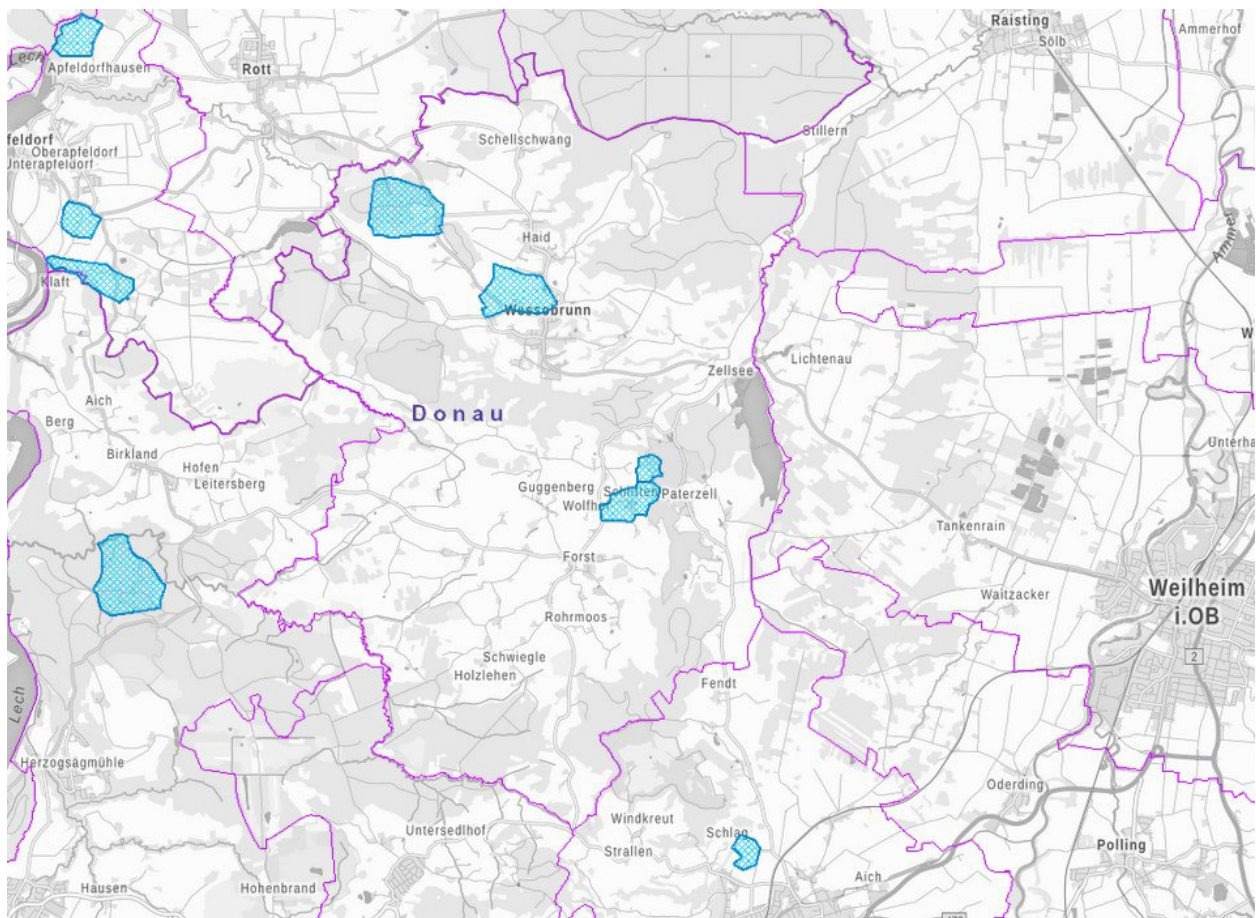 Raisting
Ammerhof
Sölb
Lech
Apfeldorfhausen
Rott
Stillern
Schellschwang
feldorf
Oberapfeldorf
Unterapfeldorf
Haid
Ammer
Klaft
Wessobrunn
W
Lichtenau
Zellsee
Aich
Donau
Berg
Unterha
Birkland
Hofen
Leitersberg
Guggenberg
Paterzell
Tankenrain
Forst
Weilheim
i.OB
Waitzacker
Rohrmoos
2
Schwiegle
Holzlehen
Fendt
Lech
Herzogsägmühle
Oderding
Windkreut
Untersedlhof
Schlag
Strallen
Polling
Aich
Hausen
Hohenbrand